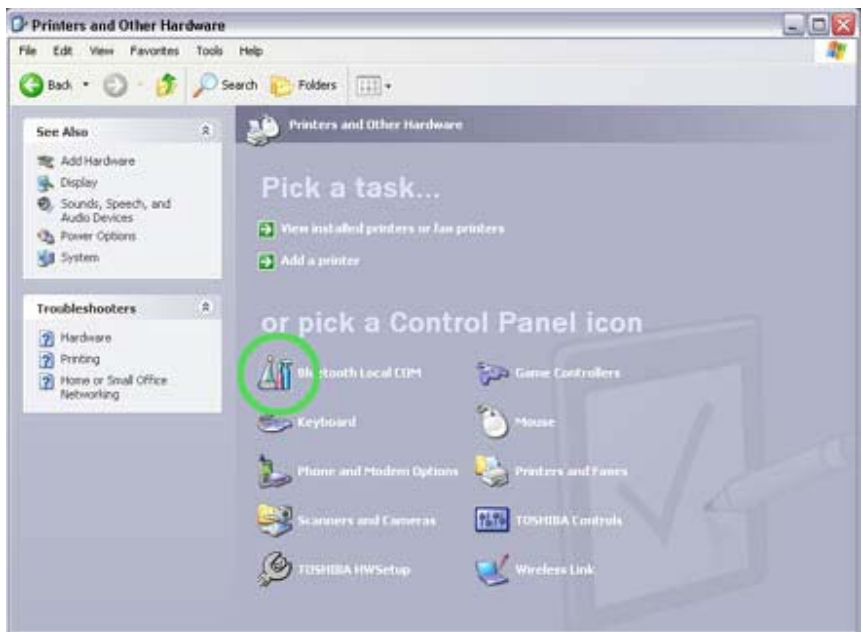 Printers and Other Hardware
File Edit View Favorites Tools Help
Back Search Folders
See Also
Add Hardware
Display
Sounds, Speech, and
Audio Devices
Power Options
System
Troubleshooters
Hardware
Printing
Home or Small Office
Networking
Printers and Other Hardware
Pick a task...
View installed printers or fax printers
Add a printer
or pick a Control Panel icon
Bluetooth Local COM Game Controllers
Keyboard Mouse
Phone and Modem Options Printers and Faxes
Scanners and Cameras TOSHIBA Controls
TOSHIBA HWSetup Wireless Link